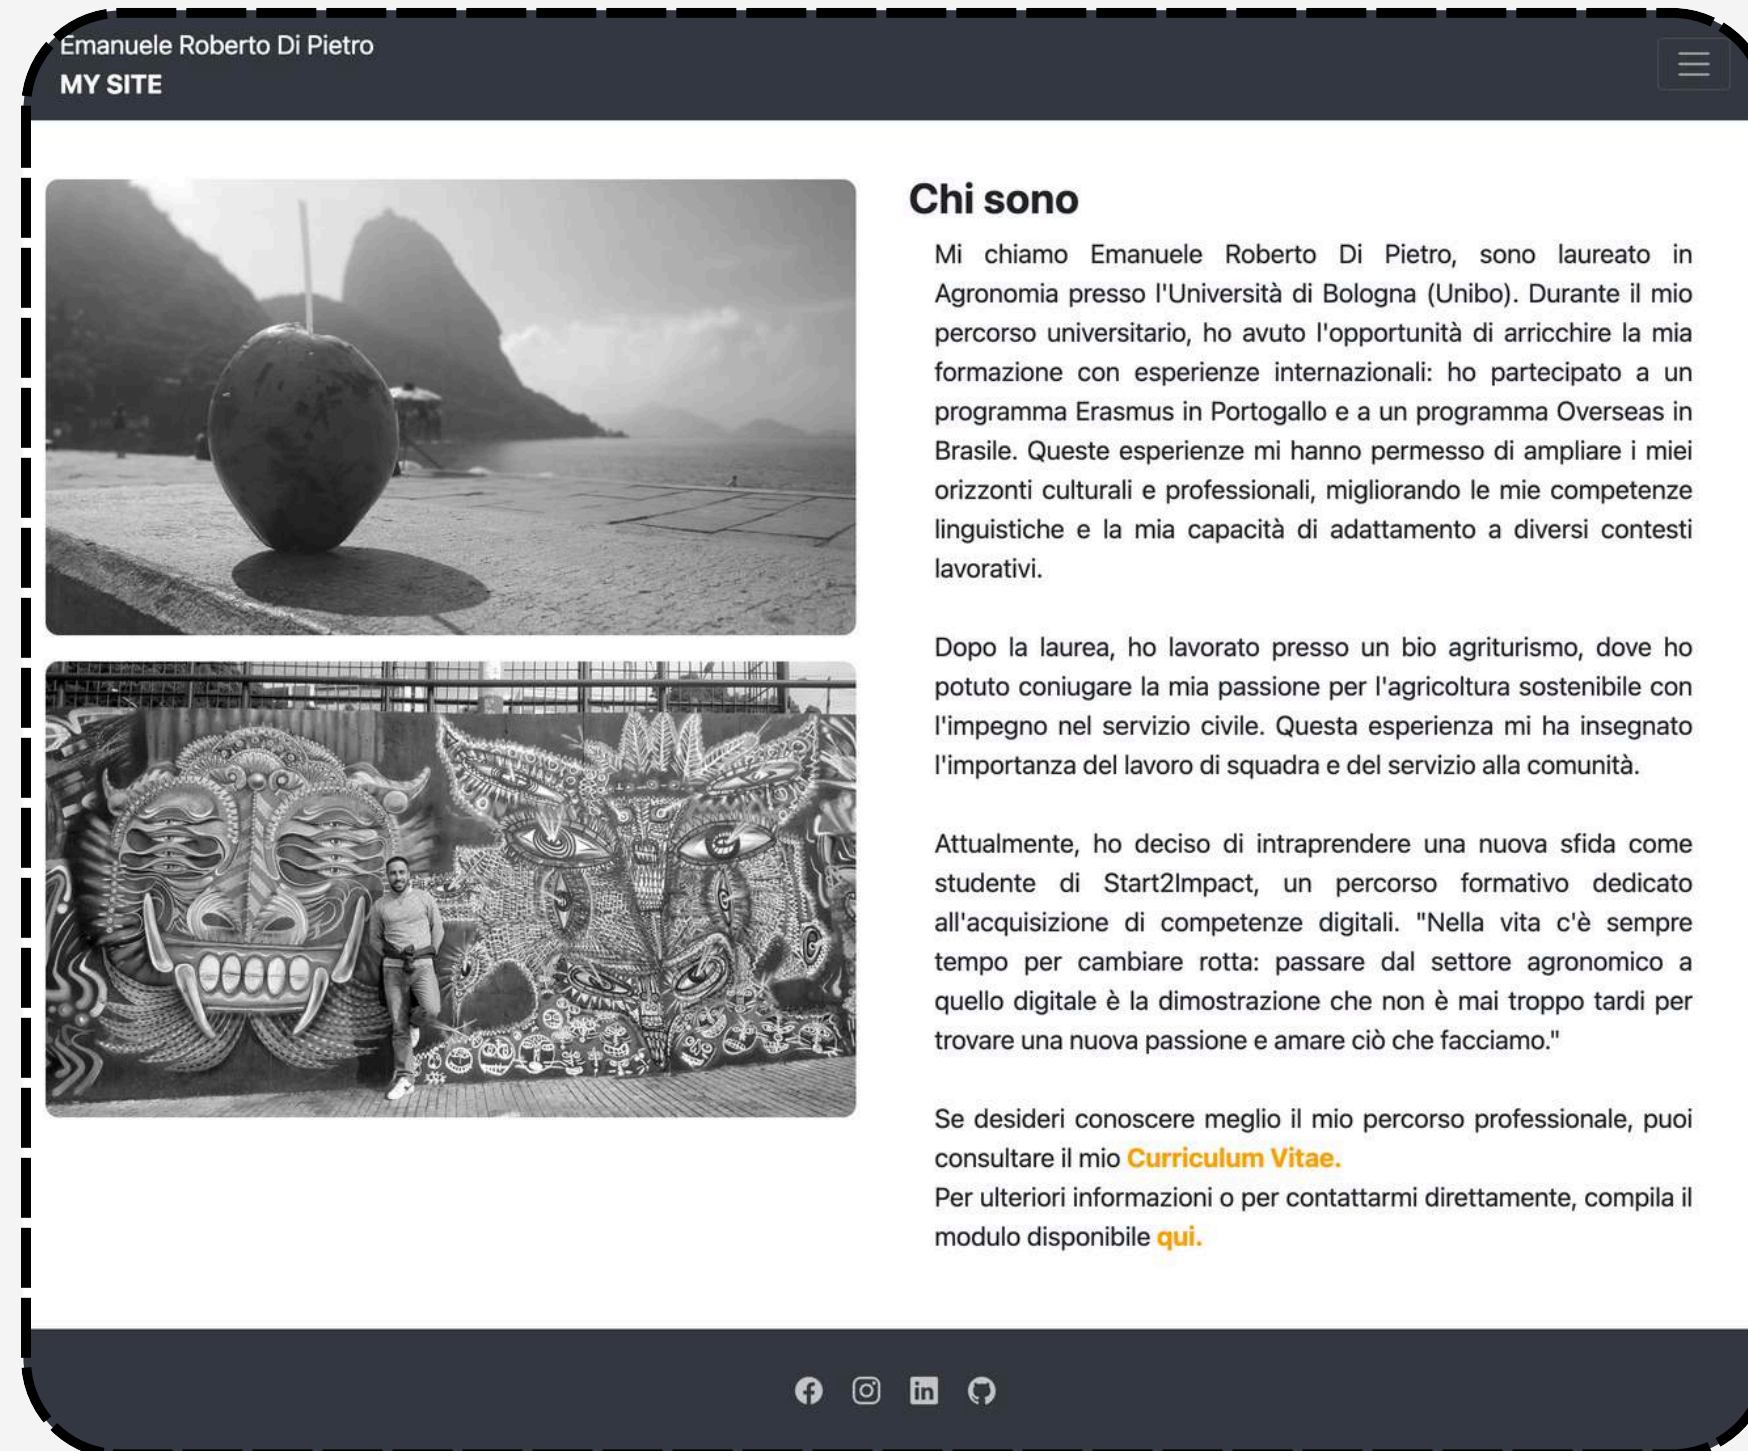 Emanuele Roberto Di Pietro
MY SITE
Chi sono
Mi chiamo Emanuele Roberto Di Pietro, sono laureato in
Agronomia presso l'Università di Bologna (Unibo). Durante il mio
percorso universitario, ho avuto l'opportunità di arricchire la mia
formazione con esperienze internazionali: ho partecipato a un
programma Erasmus in Portogallo e a un programma Overseas in
Brasile. Queste esperienze mi hanno permesso di ampliare i miei
orizzonti culturali e professionali, migliorando le mie competenze
linguistiche e la mia capacità di adattamento a diversi contesti
lavorativi.
Dopo la laurea, ho lavorato presso un bio agriturismo, dove ho
potuto coniugare la mia passione per l'agricoltura sostenibile con
l'impegno nel servizio civile. Questa esperienza mi ha insegnato
l'importanza del lavoro di squadra e del servizio alla comunità.
Attualmente, ho deciso di intraprendere una nuova sfida come
studente di Start2Impact, un percorso formativo dedicato
all'acquisizione di competenze digitali. "Nella vita c'è sempre
tempo per cambiare rotta: passare dal settore agronomico a
quello digitale è la dimostrazione che non è mai troppo tardi per
trovare una nuova passione e amare ciò che facciamo."
Se desideri conoscere meglio il mio percorso professionale, puoi
consultare il mio Curriculum Vitae.
Per ulteriori informazioni o per contattarmi direttamente, compila il
modulo disponibile qui.